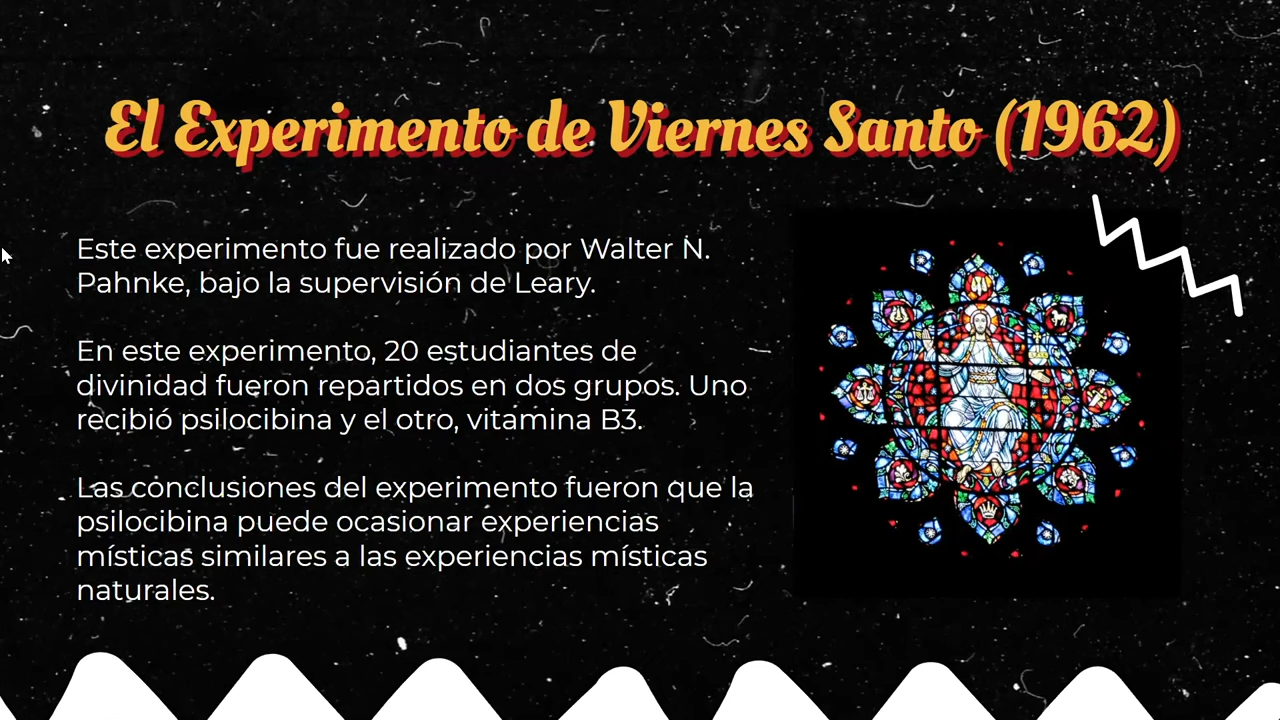 El Experimento de Viernes Santo (1962)
Este experimento fue realizado por Walter N.
Pahnke, bajo la supervisión de Leary.
En este experimento, 20 estudiantes de
divinidad fueron repartidos en dos grupos. Uno
recibió psilocibina y el otro, vitamina B3.
Las conclusiones del experimento fueron que la
psilocibina puede ocasionar experiencias
místicas similares a las experiencias místicas
naturales.